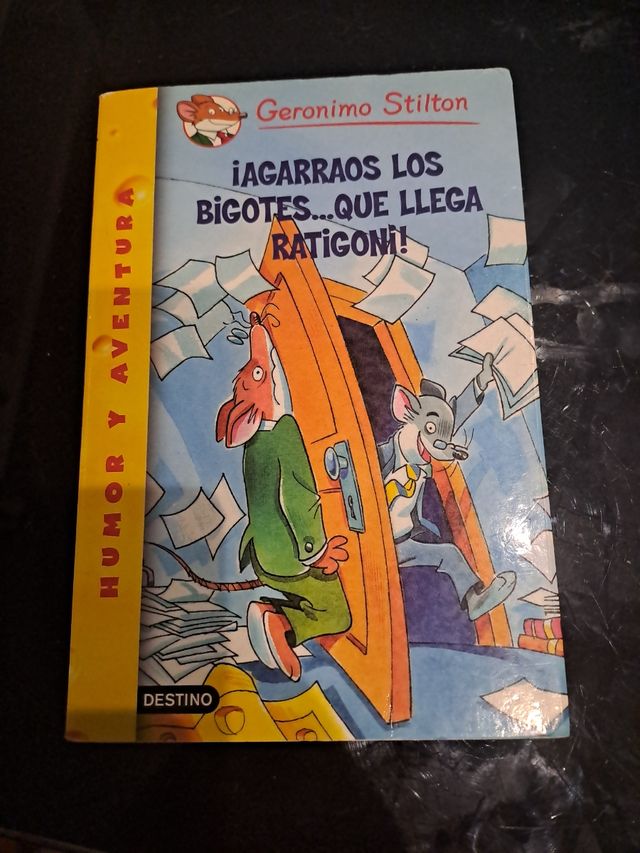 Geronimo Stilton
¡AGARRAOS LOS
BIGOTES...QUE LLEGA
RATIGONI!
HUMOR Y AVENTURA
DESTINO